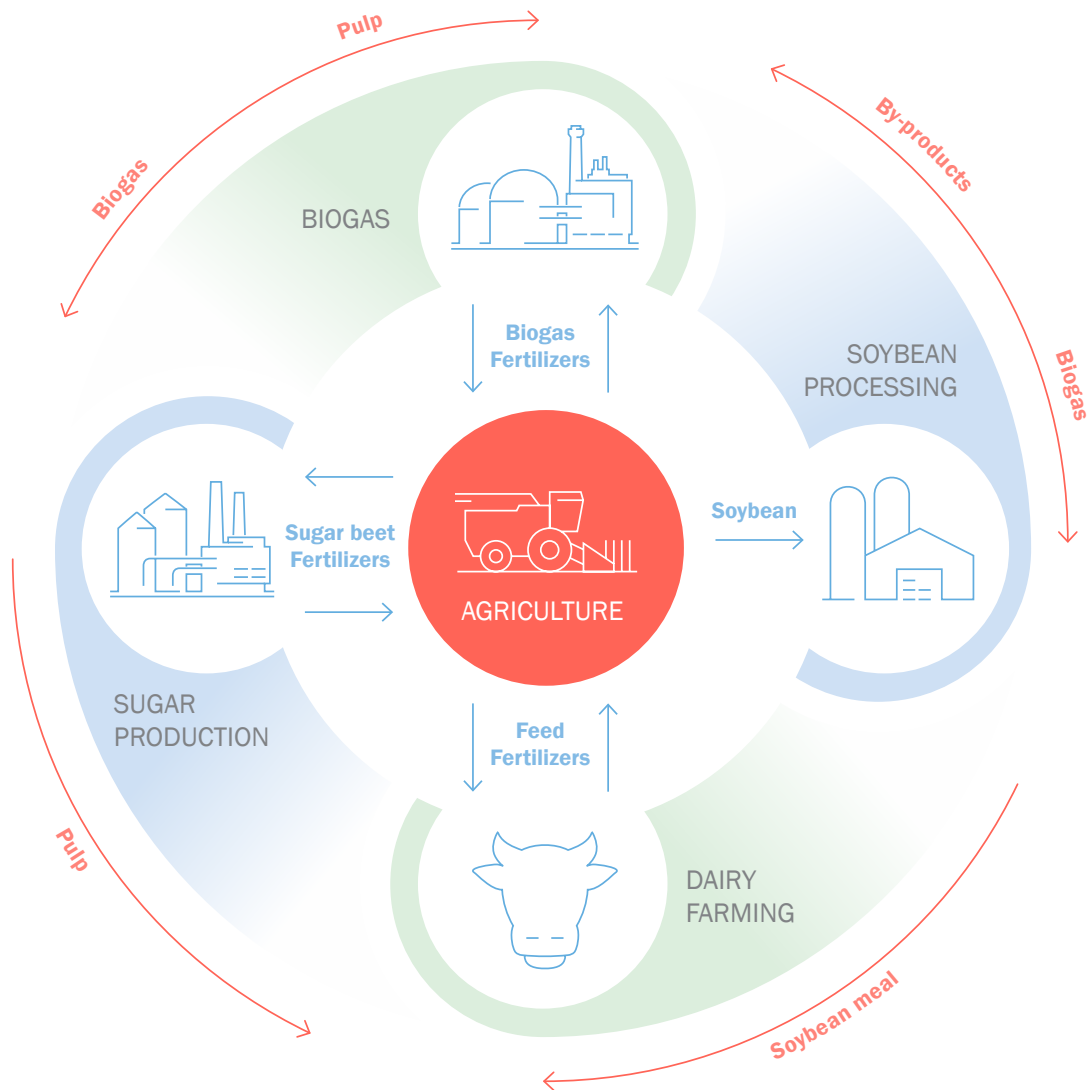 Pulp
Biogas
By-products
Biogas
BIOGAS
Biogas
Fertilizers
SOYBEAN
PROCESSING
Sugar beet
Fertilizers
Soybean
AGRICULTURE
SUGAR
PRODUCTION
Feed
Fertilizers
Pulp
DAIRY
FARMING
Soybean meal